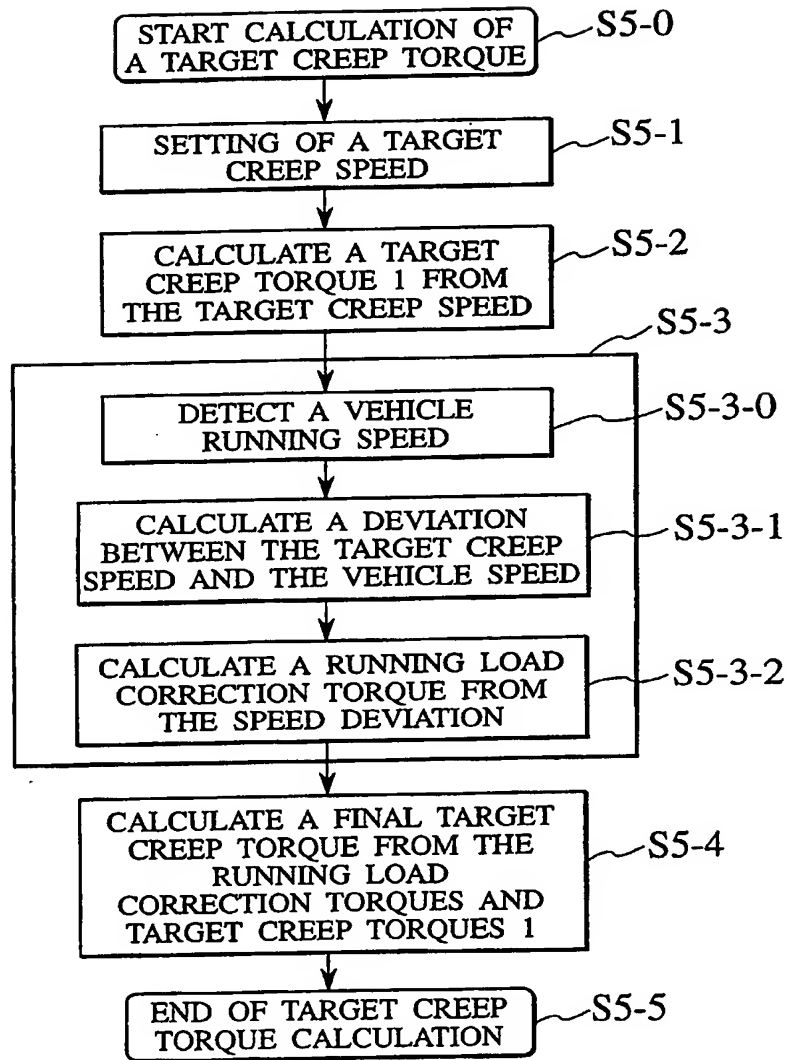 START CALCULATION OF
A TARGET CREEP TORQUE
S5-0
SETTING OF A TARGET
CREEP SPEED
S5-1
CALCULATE A TARGET
CREEP TORQUE 1 FROM
THE TARGET CREEP SPEED
S5-2
S5-3
DETECT A VEHICLE
RUNNING SPEED
S5-3-0
CALCULATE A DEVIATION
BETWEEN THE TARGET CREEP
SPEED AND THE VEHICLE SPEED
S5-3-1
CALCULATE A RUNNING LOAD
CORRECTION TORQUE FROM
THE SPEED DEVIATION
S5-3-2
CALCULATE A FINAL TARGET
CREEP TORQUE FROM THE
RUNNING LOAD
CORRECTION TORQUES AND
TARGET CREEP TORQUES 1
S5-4
END OF TARGET CREEP
TORQUE CALCULATION
S5-5